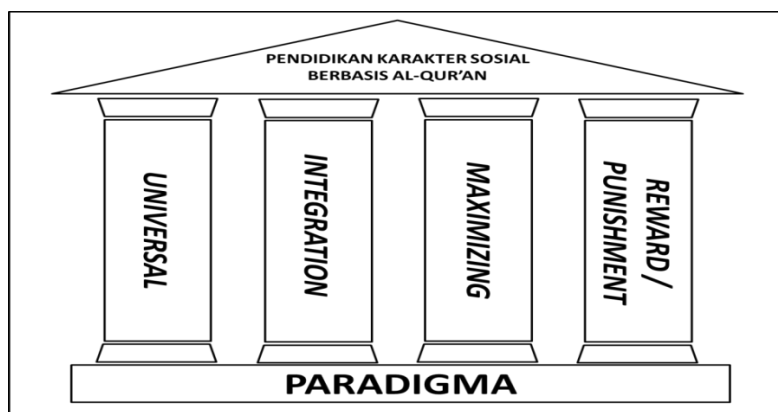 PENDIDIKAN KARAKTER SOSIAL
BERBASIS AL-QUR'AN
UNIVERSAL
INTEGRATION
MAXIMIZING
REWARD /
PUNISHMENT
PARADIGMA